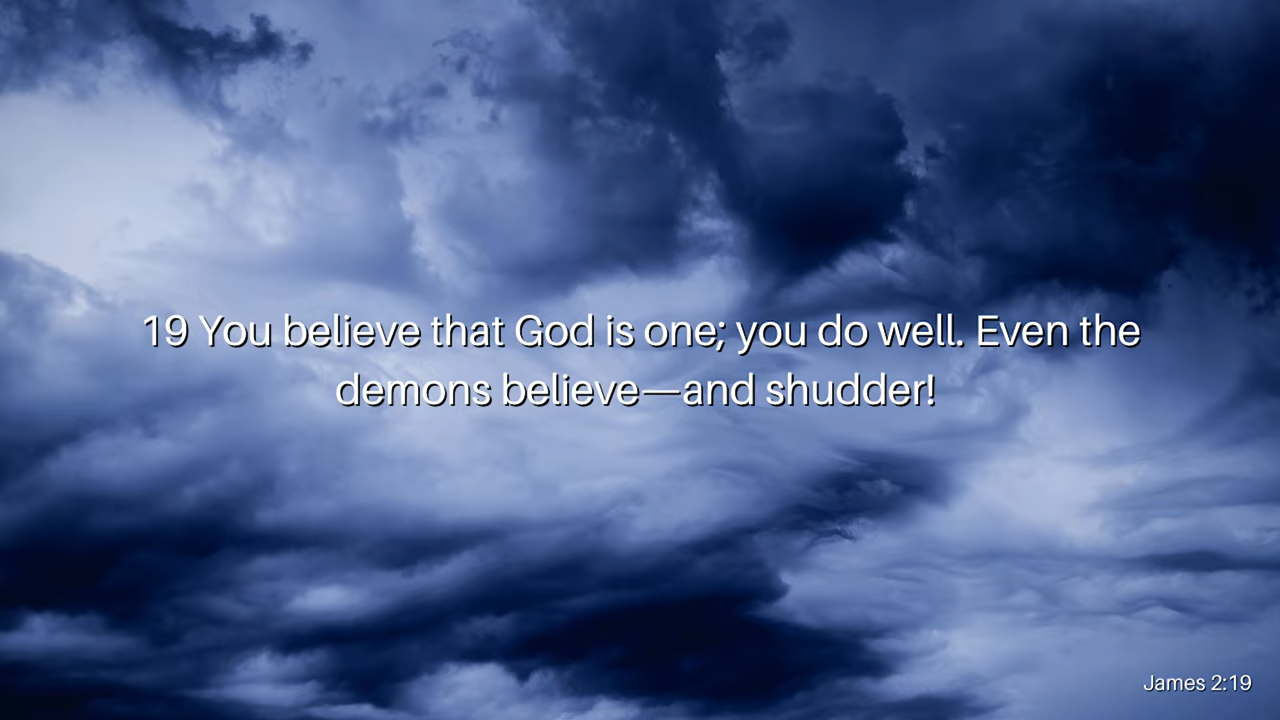 19 You believe that God is one; you do well. Even the
demons believe—and shudder!
James 2:19